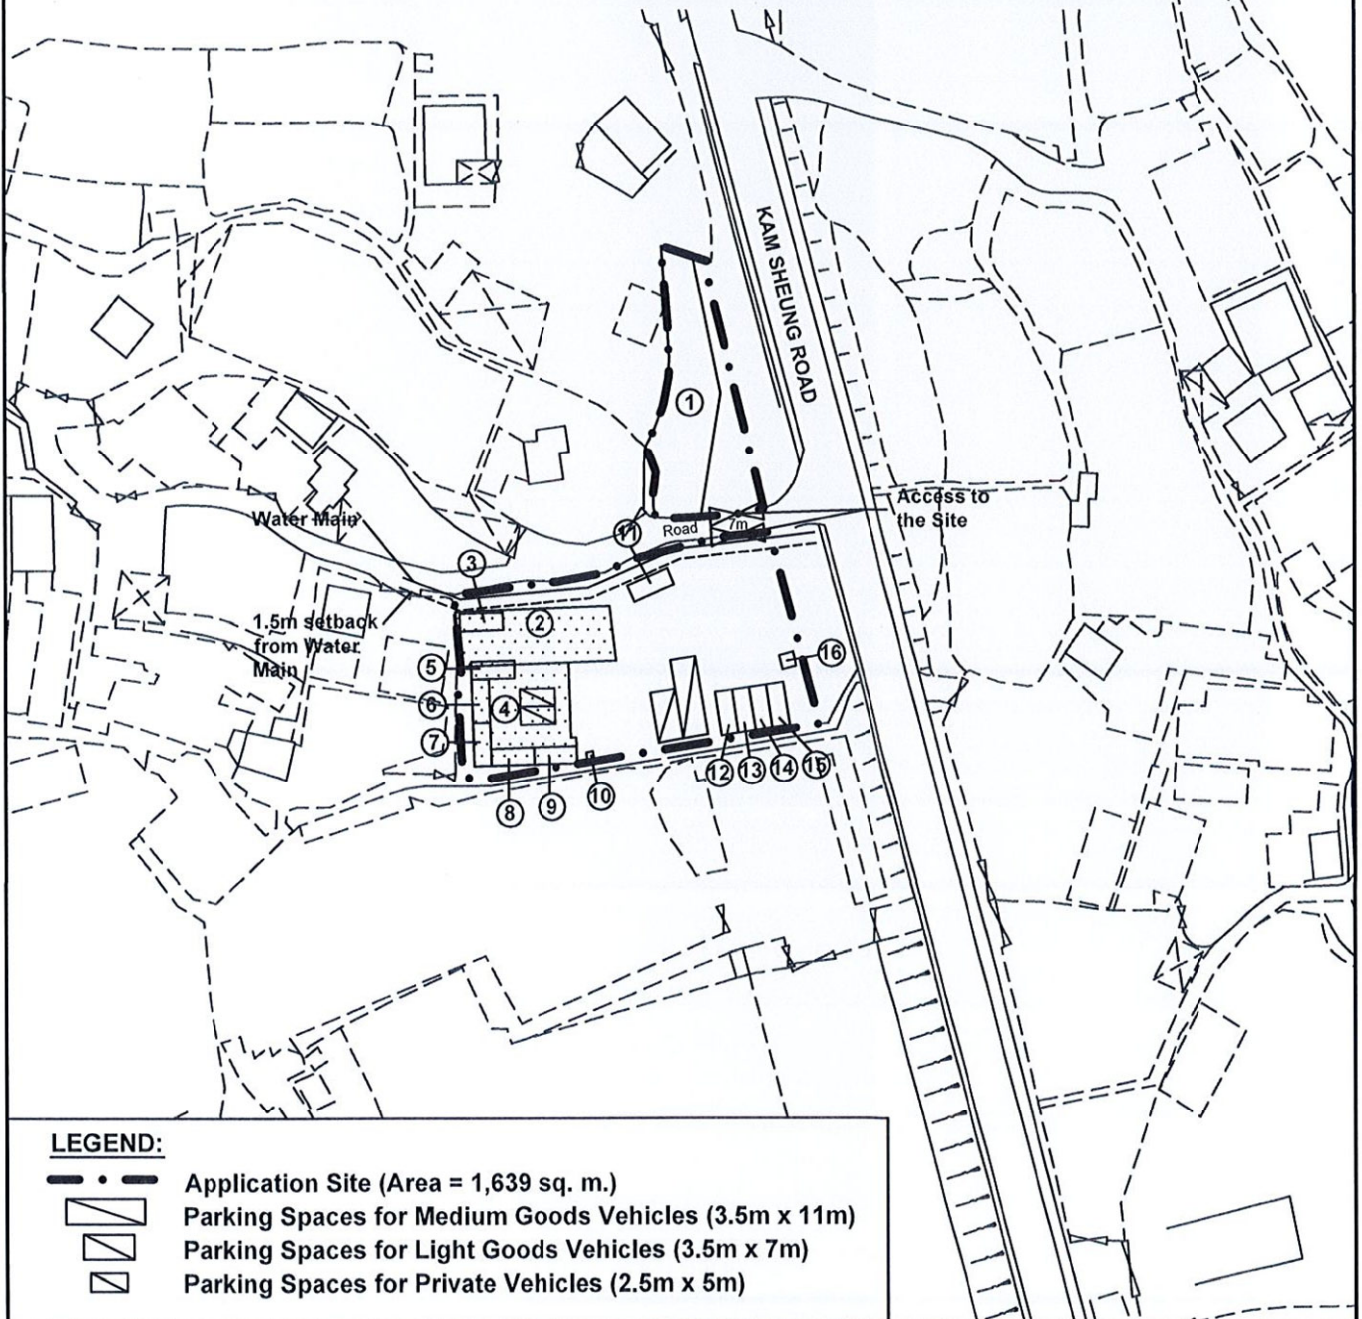 KAM SHEUNG ROAD
1
Access to
the Site
Water Main
Road
7m
11
3
2
1.5m setback
from Water
Main
5
16
6
4
7
12
13
14
15
8
9
10
LEGEND:
Application Site (Area = 1,639 sq. m.)
Parking Spaces for Medium Goods Vehicles (3.5m x 11m)
Parking Spaces for Light Goods Vehicles (3.5m x 7m)
Parking Spaces for Private Vehicles (2.5m x 5m)